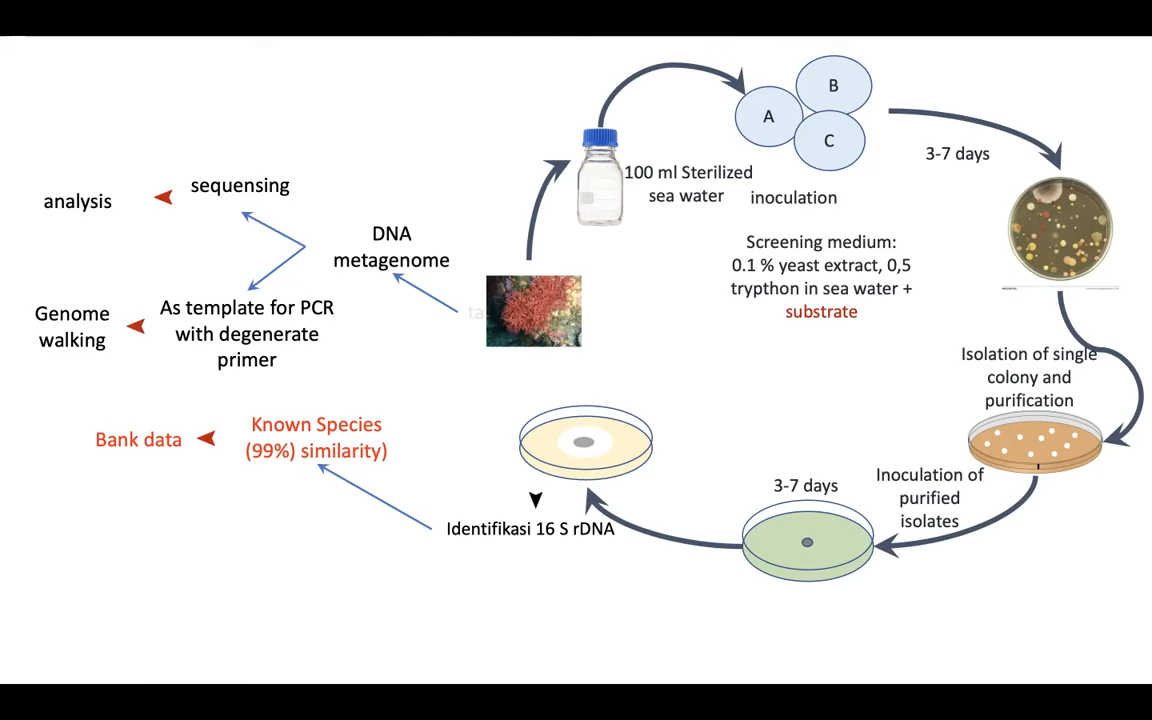 B
A
C
3-7 days
100 ml Sterilized
sea water
inoculation
sequensing
analysis
DNA
metagenome
Screening medium:
0.1 % yeast extract, 0,5
trypthon in sea water +
substrate
As template for PCR
with degenerate
primer
Genome
walking
Isolation of single
colony and
purification
Known Species
(99%) similarity)
Bank data
Inoculation of
purified
isolates
3-7 days
Identifikasi 16 S rDNA